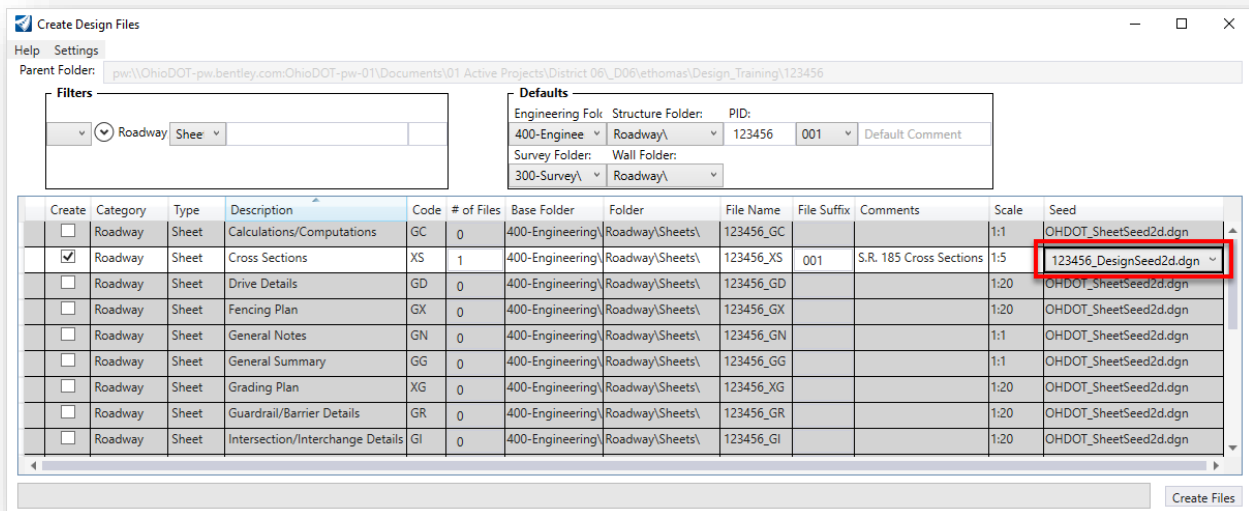 Create Design Files
Help Settings
Parent Folder: pw:\\OhioDOT-pw.bentley.com:OhioDOT-pw-01\Documents\01 Active Projects\District 06\_D06\ethomas\Design_Training\123456
Filters
Roadway Shee
Defaults
Engineering Fold Structure Folder: PID:
400-Enginee Roadway\ 123456 001 Default Comment
Survey Folder: Wall Folder:
300-Survey\ Roadway\
Create Category Type Description Code # of Files Base Folder Folder File Name File Suffix Comments Scale Seed
Roadway Sheet Calculations/Computations GC 0 400-Engineering\ Roadway\Sheets\ 123456_GC 1:1 OHDOT_SheetSeed2d.dgn
Roadway Sheet Cross Sections XS 1 400-Engineering\ Roadway\Sheets\ 123456_XS 001 S.R. 185 Cross Sections 1:5 123456_DesignSeed2d.dgn
Roadway Sheet Drive Details GD 0 400-Engineering\ Roadway\Sheets\ 123456_GD 1:20 OHDOT_SheetSeed2d.dgn
Roadway Sheet Fencing Plan GX 0 400-Engineering\ Roadway\Sheets\ 123456_GX 1:20 OHDOT_SheetSeed2d.dgn
Roadway Sheet General Notes GN 0 400-Engineering\ Roadway\Sheets\ 123456_GN 1:1 OHDOT_SheetSeed2d.dgn
Roadway Sheet General Summary GG 0 400-Engineering\ Roadway\Sheets\ 123456_GG 1:1 OHDOT_SheetSeed2d.dgn
Roadway Sheet Grading Plan XG 0 400-Engineering\ Roadway\Sheets\ 123456_XG 1:20 OHDOT_SheetSeed2d.dgn
Roadway Sheet Guardrail/Barrier Details GR 0 400-Engineering\ Roadway\Sheets\ 123456_GR 1:20 OHDOT_SheetSeed2d.dgn
Roadway Sheet Intersection/Interchange Details GI 0 400-Engineering\ Roadway\Sheets\ 123456_GI 1:20 OHDOT_SheetSeed2d.dgn
Create Files